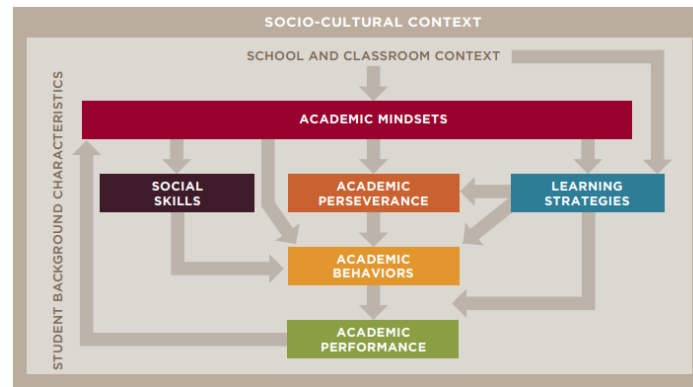 SOCIO-CULTURAL CONTEXT
STUDENT BACKGROUND CHARACTERISTICS
SCHOOL AND CLASSROOM CONTEXT
ACADEMIC MINDSETS
SOCIAL
SKILLS
ACADEMIC
PERSEVERANCE
LEARNING
STRATEGIES
ACADEMIC
BEHAVIORS
ACADEMIC
PERFORMANCE